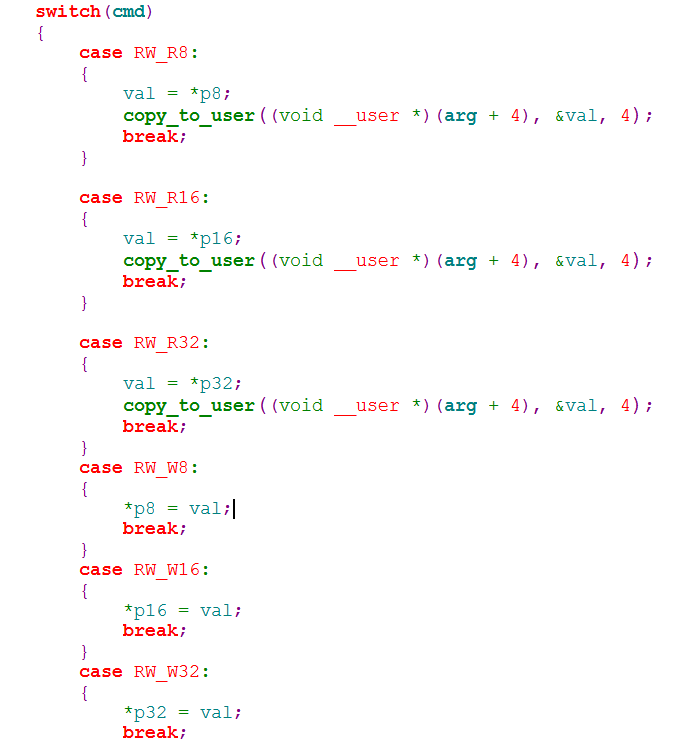 switch(cmd)
{
    case RW_R8:
    {
        val = *p8;
        copy_to_user((void __user *)(arg + 4), &val, 4);
        break;
    }

    case RW_R16:
    {
        val = *p16;
        copy_to_user((void __user *)(arg + 4), &val, 4);
        break;
    }

    case RW_R32:
    {
        val = *p32;
        copy_to_user((void __user *)(arg + 4), &val, 4);
        break;
    }
    case RW_W8:
    {
        *p8 = val;
        break;
    }
    case RW_W16:
    {
        *p16 = val;
        break;
    }
    case RW_W32:
    {
        *p32 = val;
        break;